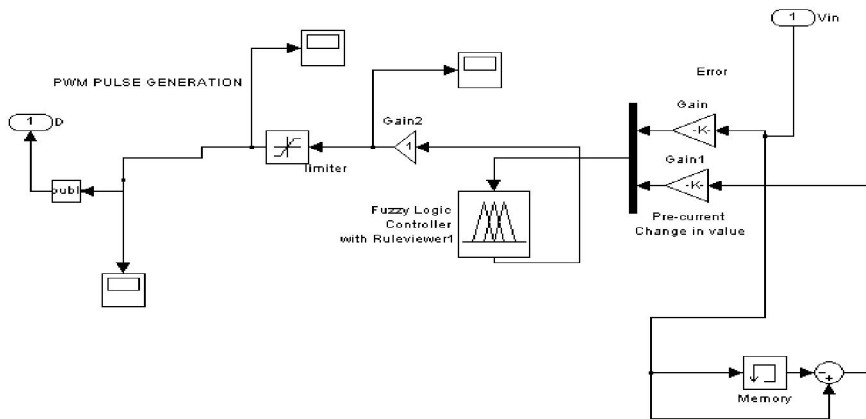 1
Vin
Error
PWM PULSE GENERATION
Gain
1
D
Gain2
-K-
1
limiter
Gain1
-K-
Fuzzy Logic
Controller
with Ruleviewer1
Pre-current
Change in value
Memory